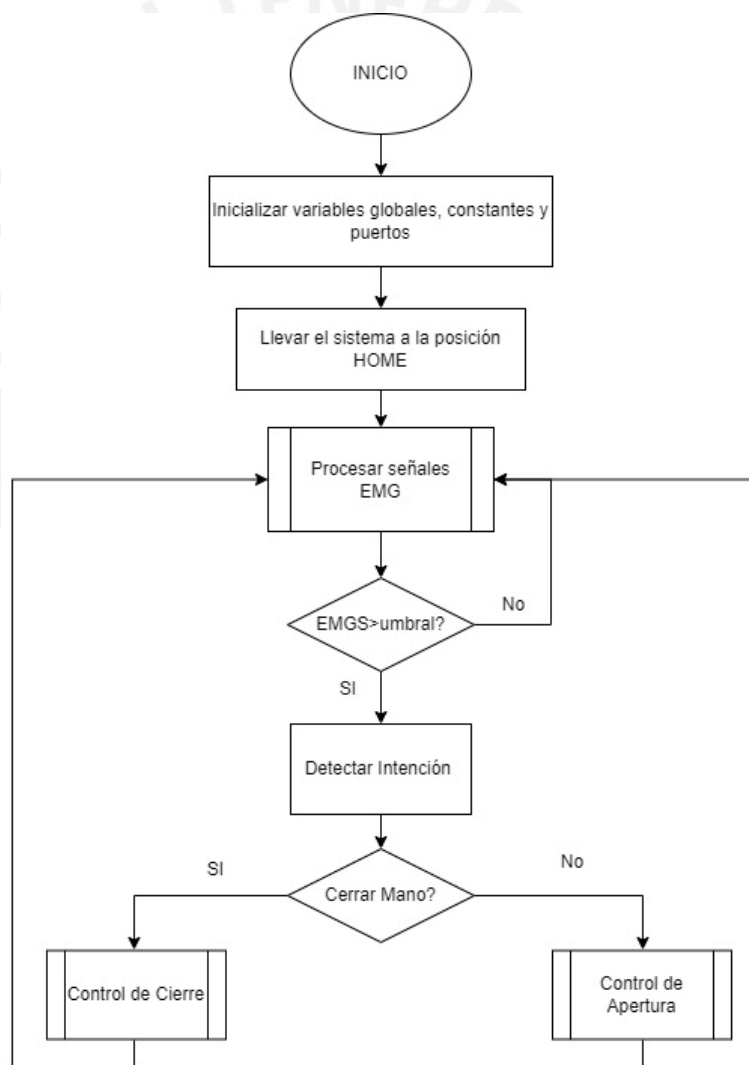 INICIO
Inicializar variables globales, constantes y
puertos
Llevar el sistema a la posición
HOME
Procesar señales
EMG
EMGS>umbral?
No
SI
Detectar Intención
SI
Cerrar Mano?
No
Control de Cierre
Control de
Apertura